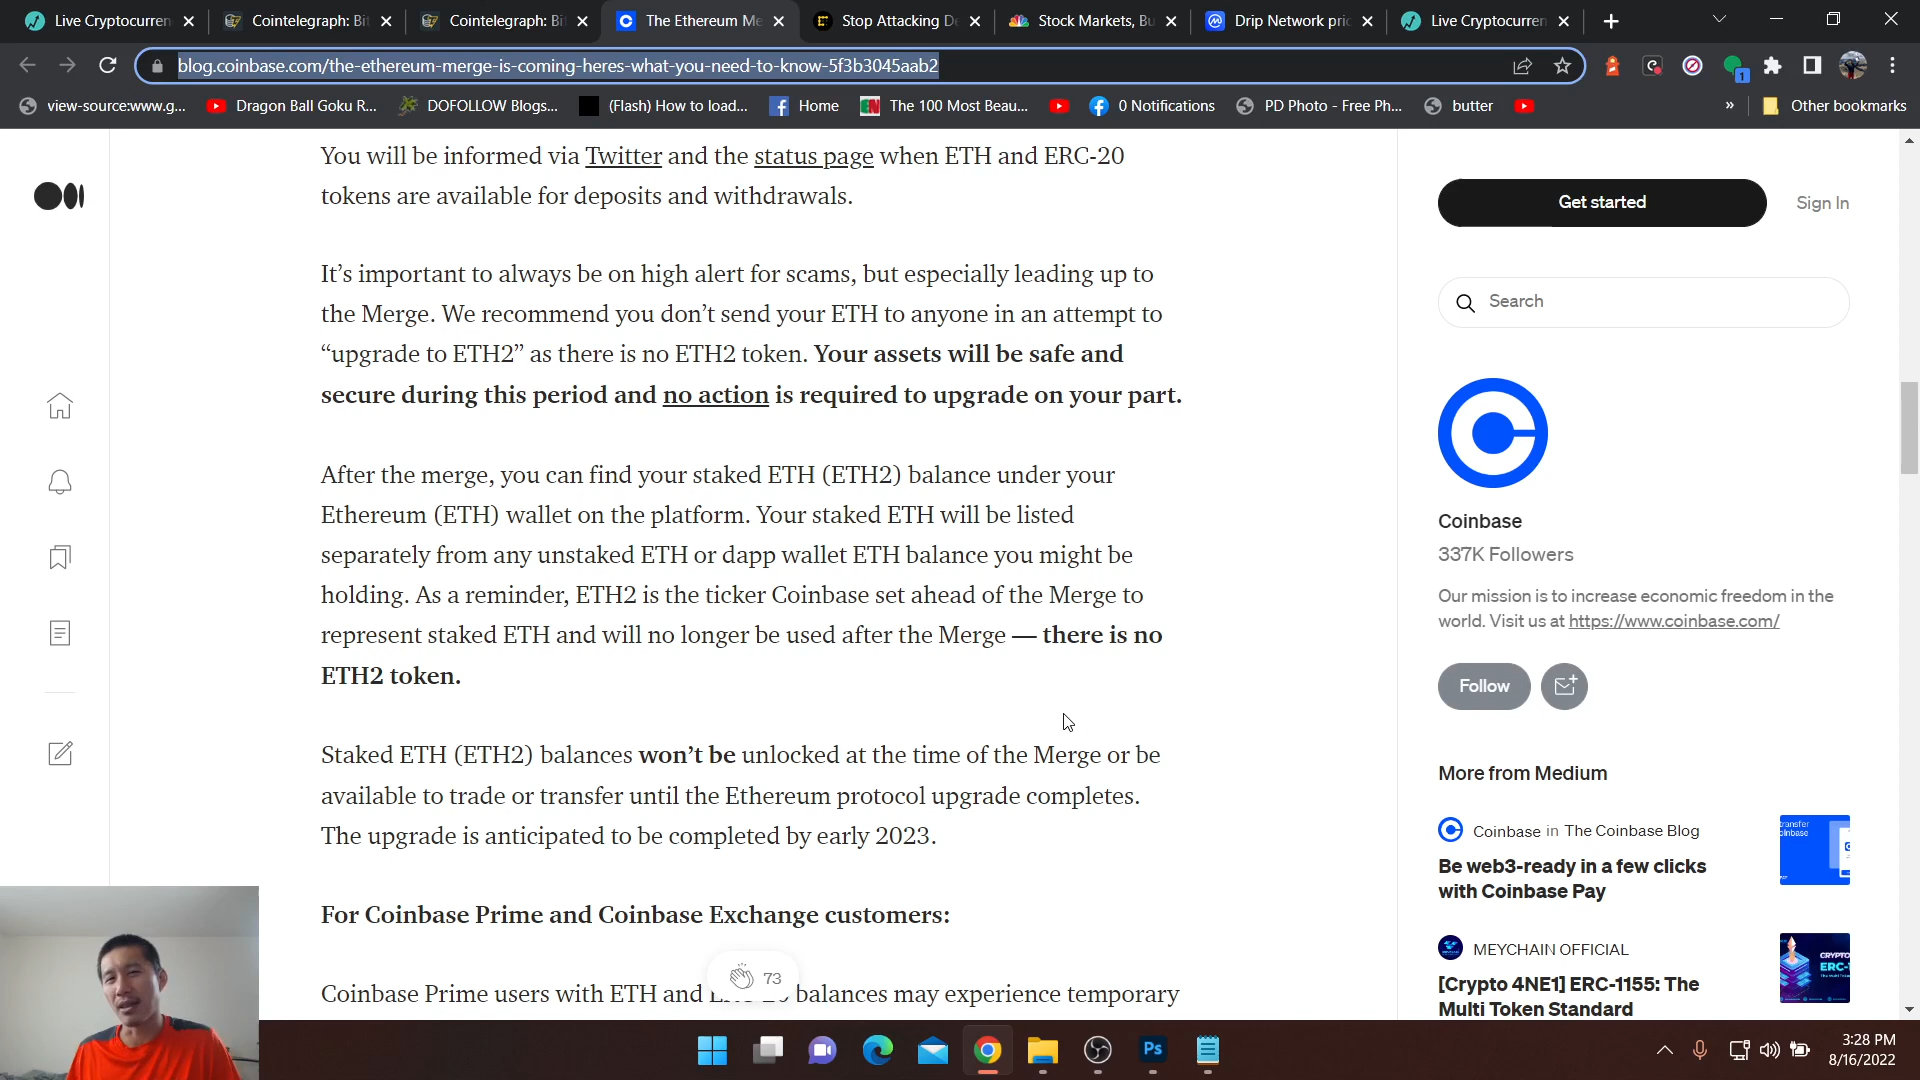 Live Cryptocurren
Cointelegraph: Bit
Cointelegraph: Bit
The Ethereum Me
Stop Attacking De
Stock Markets, Bu
Drip Network pric
Live Cryptocurren
blog.coinbase.com/the-ethereum-merge-is-coming-heres-what-you-need-to-know-5f3b3045aab2
1
view-source:www.g...
Dragon Ball Goku R...
DOFOLLOW Blogs...
(Flash) How to load...
Home
The 100 Most Beau...
0 Notifications
PD Photo - Free Ph...
butter
»
Other bookmarks
You will be informed via Twitter and the status page when ETH and ERC-20
tokens are available for deposits and withdrawals.
It’s important to always be on high alert for scams, but especially leading up to
the Merge. We recommend you don’t send your ETH to anyone in an attempt to
“upgrade to ETH2” as there is no ETH2 token. Your assets will be safe and
secure during this period and no action is required to upgrade on your part.
After the merge, you can find your staked ETH (ETH2) balance under your
Ethereum (ETH) wallet on the platform. Your staked ETH will be listed
separately from any unstaked ETH or dapp wallet ETH balance you might be
holding. As a reminder, ETH2 is the ticker Coinbase set ahead of the Merge to
represent staked ETH and will no longer be used after the Merge — there is no
ETH2 token.
Staked ETH (ETH2) balances won’t be unlocked at the time of the Merge or be
available to trade or transfer until the Ethereum protocol upgrade completes.
The upgrade is anticipated to be completed by early 2023.
For Coinbase Prime and Coinbase Exchange customers:
73
Coinbase Prime users with ETH and balances may experience temporary
Get started
Sign In
Search
Coinbase
337K Followers
Our mission is to increase economic freedom in the
world. Visit us at https://www.coinbase.com/
Follow
More from Medium
Coinbase in The Coinbase Blog
Be web3-ready in a few clicks
with Coinbase Pay
MEYCHAIN OFFICIAL
[Crypto 4NE1] ERC-1155: The
Multi Token Standard
CRYPTO
ERC-1
Ps
3:28 PM
8/16/2022